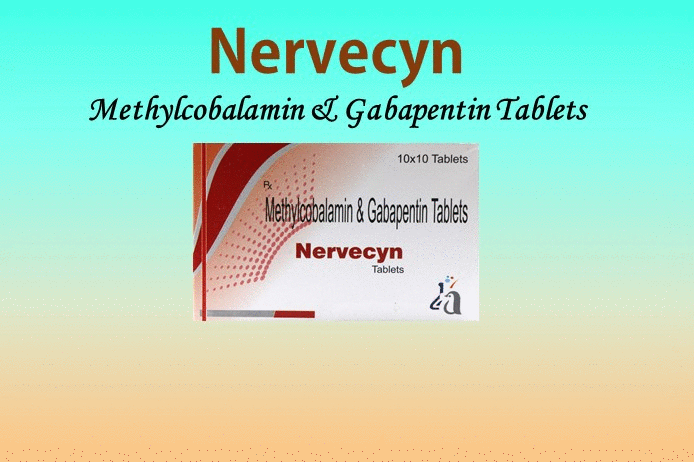 Nervecyn
Methylcobalamin & Gabapentin Tablets
10x10 Tablets
Rx
Methylcobalamin & Gabapentin Tablets
Nervecyn
Tablets